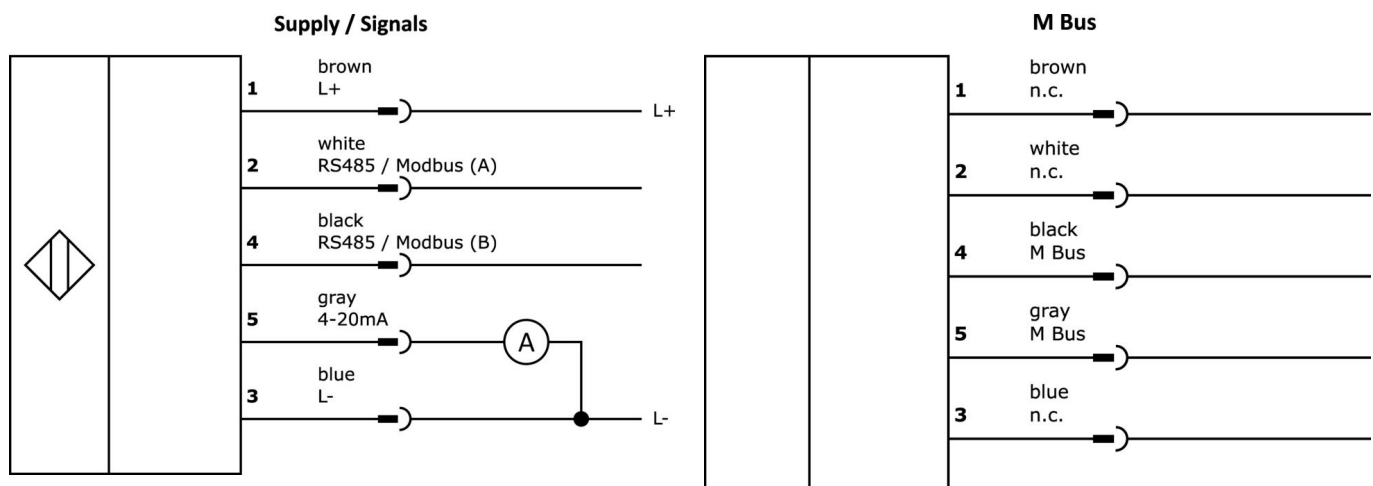 Supply / Signals
brown
1
L+
L+
white
2
RS485 / Modbus (A)
black
4
RS485 / Modbus (B)
gray
5
4-20mA
A
blue
3
L-
L-
M Bus
brown
1
n.c.
white
2
n.c.
black
4
M Bus
gray
5
M Bus
blue
3
n.c.